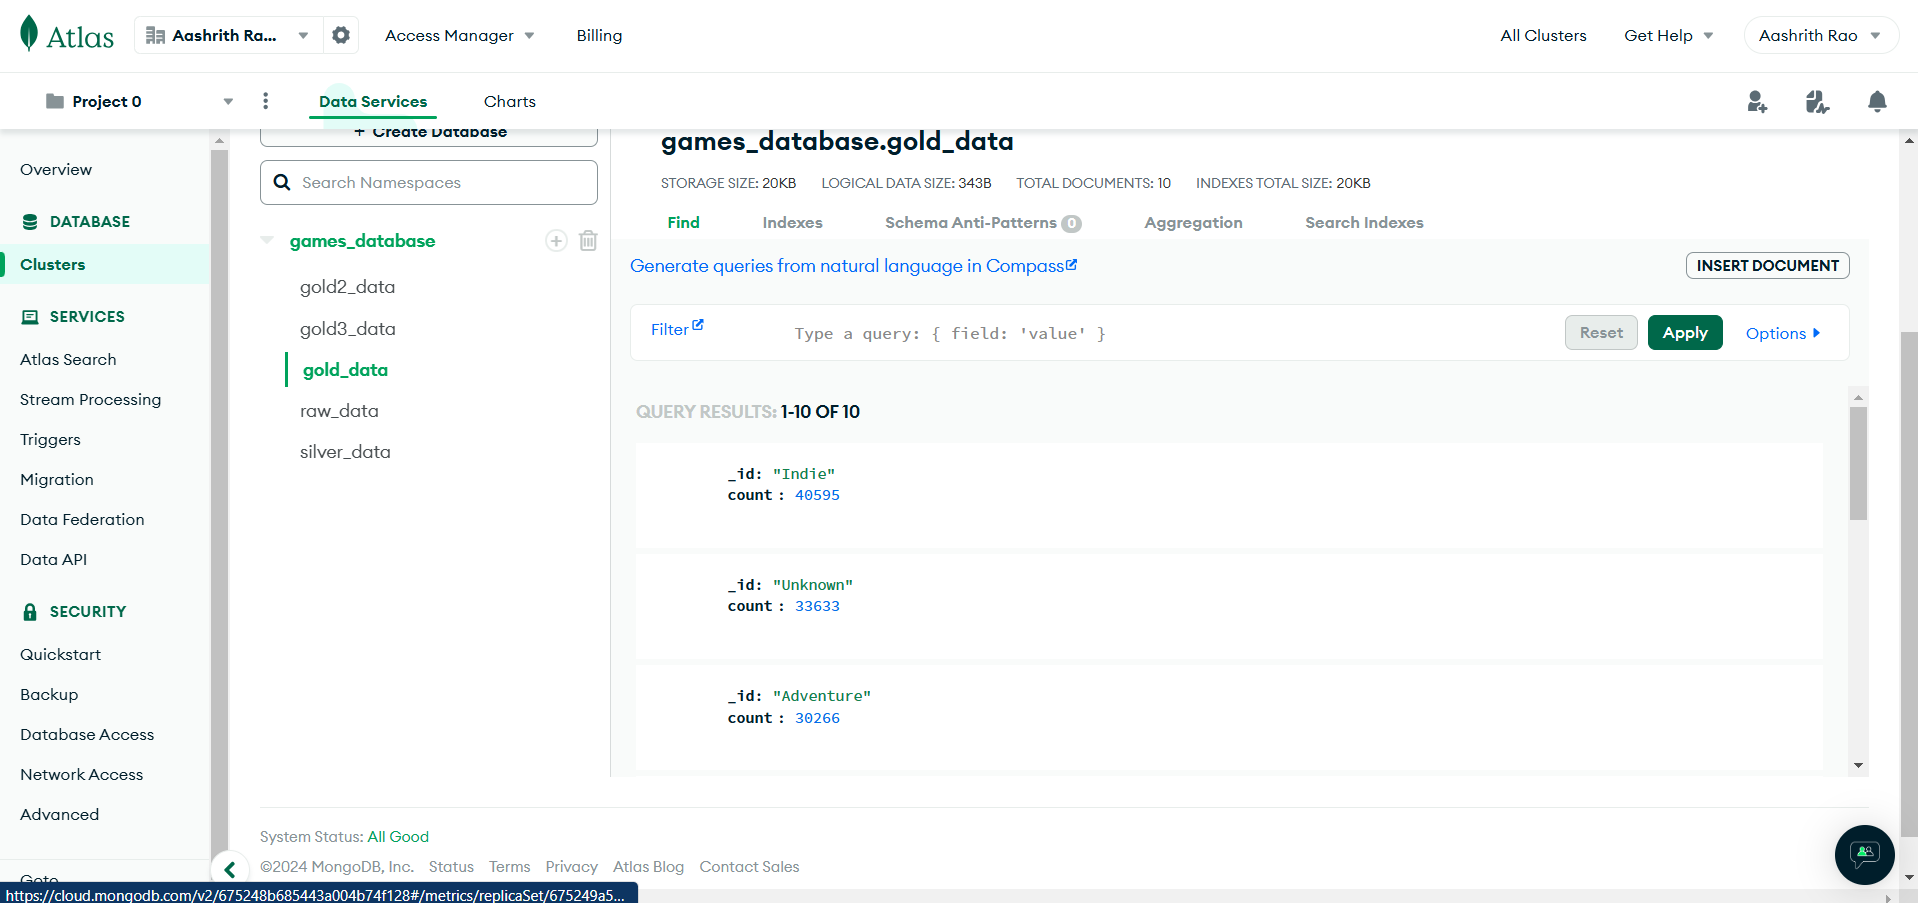 Atlas
Aashrith Ra...
Access Manager
Billing
All Clusters
Get Help
Aashrith Rao
Project 0
Data Services
Charts
Overview
DATABASE
Clusters
SERVICES
Atlas Search
Stream Processing
Triggers
Migration
Data Federation
Data API
SECURITY
Quickstart
Backup
Database Access
Network Access
Advanced
Goto
+ Create Database
Search Namespaces
games_database
gold2_data
gold3_data
gold_data
raw_data
silver_data
games_database.gold_data
STORAGE SIZE: 20KB LOGICAL DATA SIZE: 343B TOTAL DOCUMENTS: 10 INDEXES TOTAL SIZE: 20KB
Find Indexes Schema Anti-Patterns 0 Aggregation Search Indexes
Generate queries from natural language in Compass
INSERT DOCUMENT
Filter
Type a query: { field: 'value' }
Reset
Apply
Options
QUERY RESULTS: 1-10 OF 10
_id: "Indie"
count : 40595
_id: "Unknown"
count : 33633
_id: "Adventure"
count : 30266
System Status: All Good
©2024 MongoDB, Inc. Status Terms Privacy Atlas Blog Contact Sales
https://cloud.mongodb.com/v2/675248b685443a004b74f128#/metrics/replicaSet/675249a5...